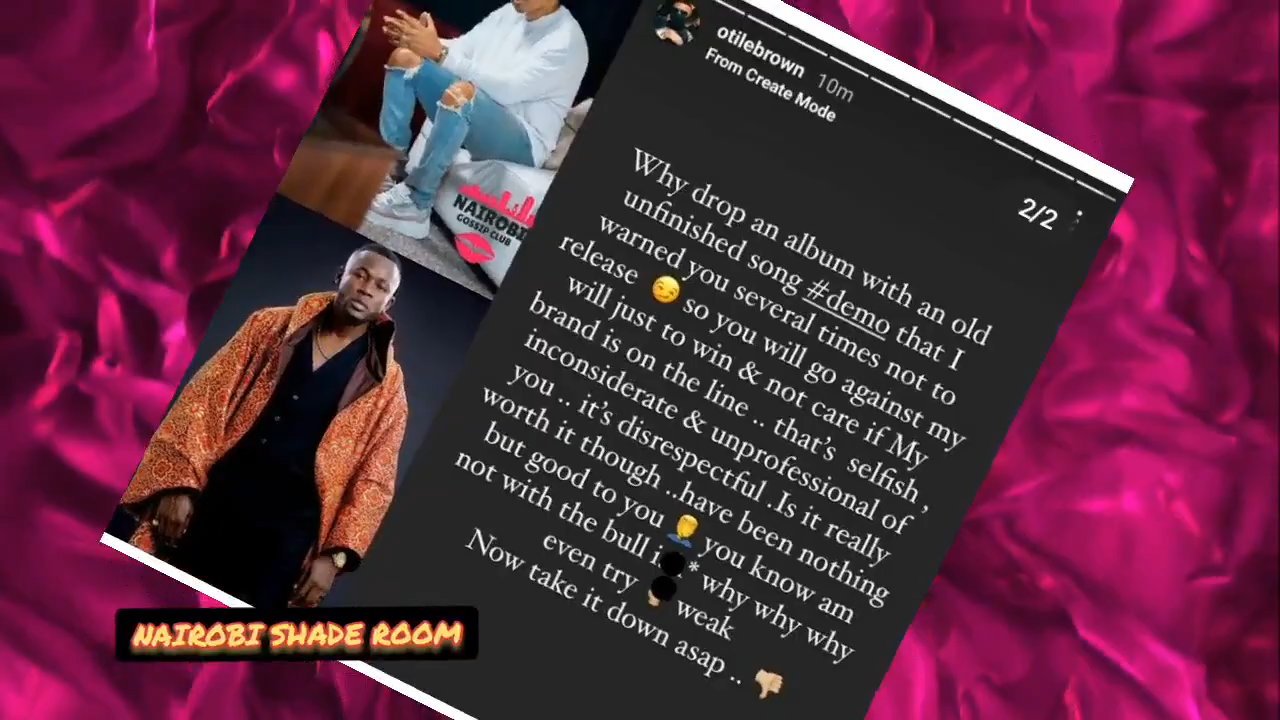 otilebrown 10m
From Create Mode
2/2
Why drop an album with an old
unfinished song #demo that I
warned you several times not to
release 😏 so you will go against my
will just to win & not care if My
brand is on the line .. that's selfish ,
inconsiderate & unprofessional of
you .. it's disrespectful .Is it really
worth it though ..have been nothing
but good to you 🤦‍♂️ you know am
not with the bull * why why why
even try weak
Now take it down asap .. 👎🏼
NAIROBI
GOSSIP CLUB
NAIROBI SHADE ROOM